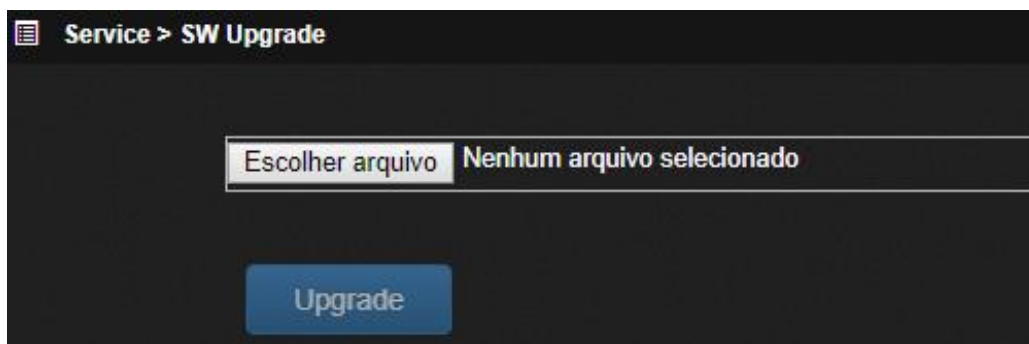 Service > SW Upgrade
Escolher arquivo Nenhum arquivo selecionado
Upgrade